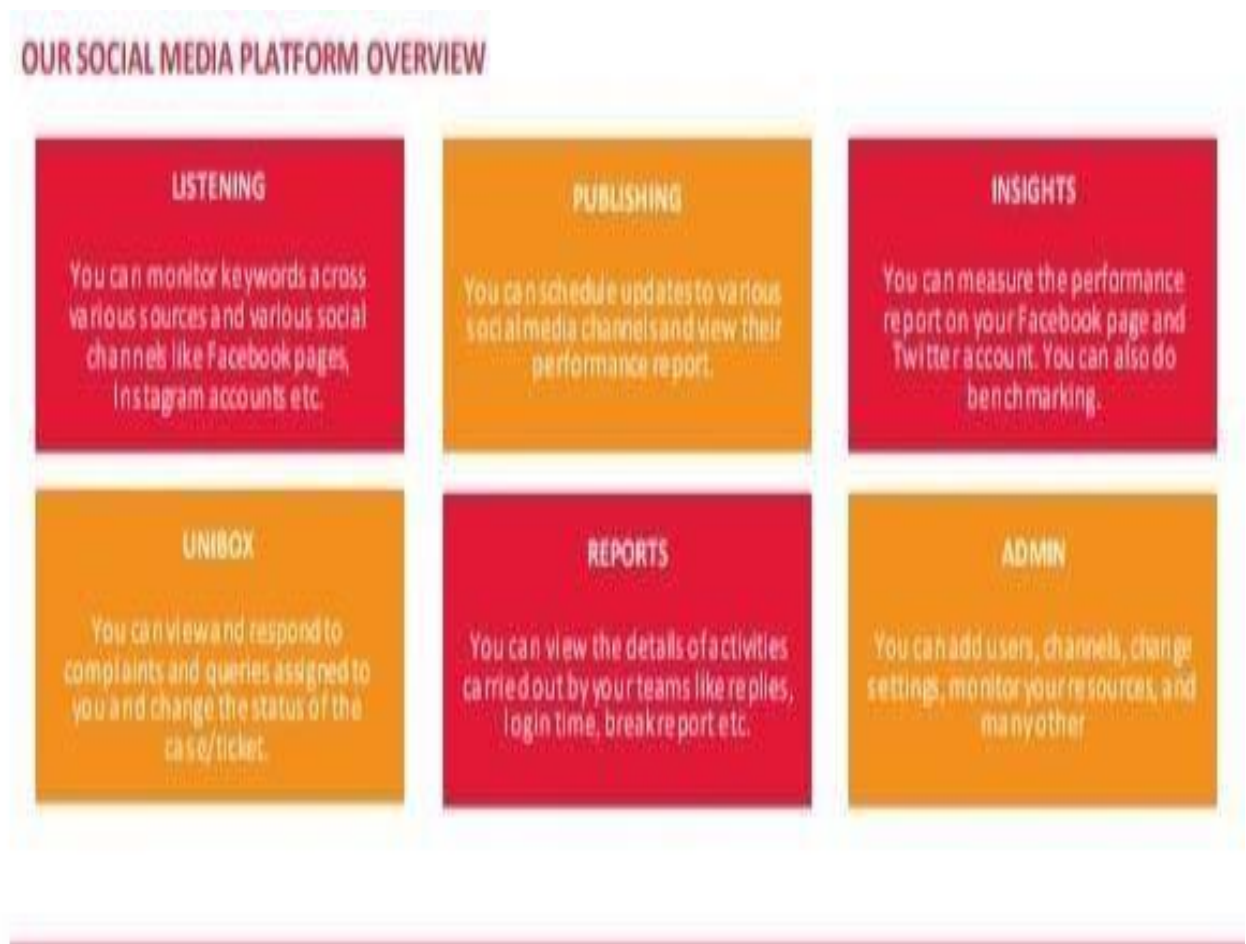 OUR SOCIAL MEDIA PLATFORM OVERVIEW
LISTENING
You can monitor keywords across
various sources and various social
channels like Facebook pages,
Instagram accounts etc.
PUBLISHING
You can schedule updates to various
social media channels and view their
performance report.
INSIGHTS
You can measure the performance
report on your Facebook page and
Twitter account. You can also do
benchmarking.
UNIBOX
You can view and respond to
complaints and queries assigned to
you and change the status of the
case/ticket.
REPORTS
You can view the details of activities
carried out by your teams like replies,
login time, break report etc.
ADMIN
You can add users, channels, change
settings, monitor your resources, and
many other